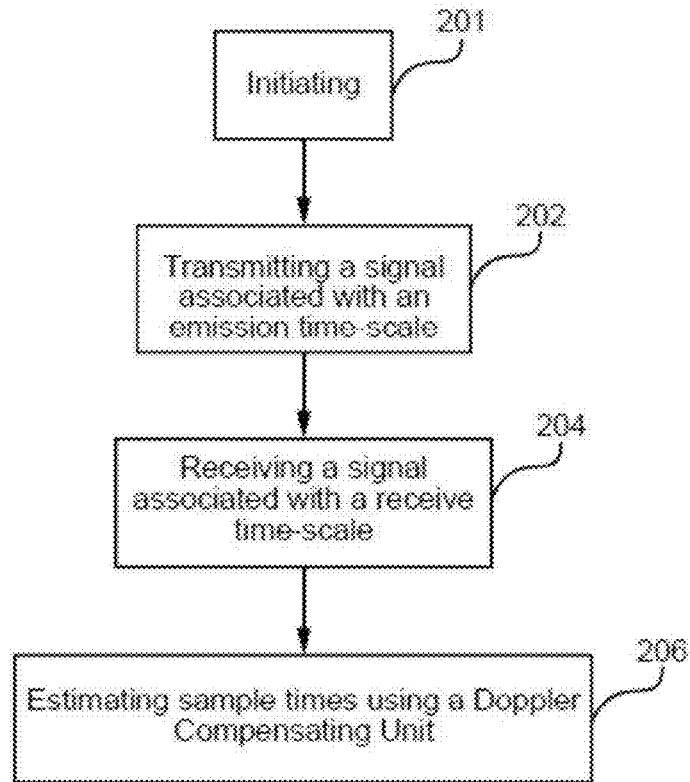 201
Initiating
202
Transmitting a signal
associated with an
emission time-scale
204
Receiving a signal
associated with a receive
time-scale
206
Estimating sample times using a Doppler
Compensating Unit